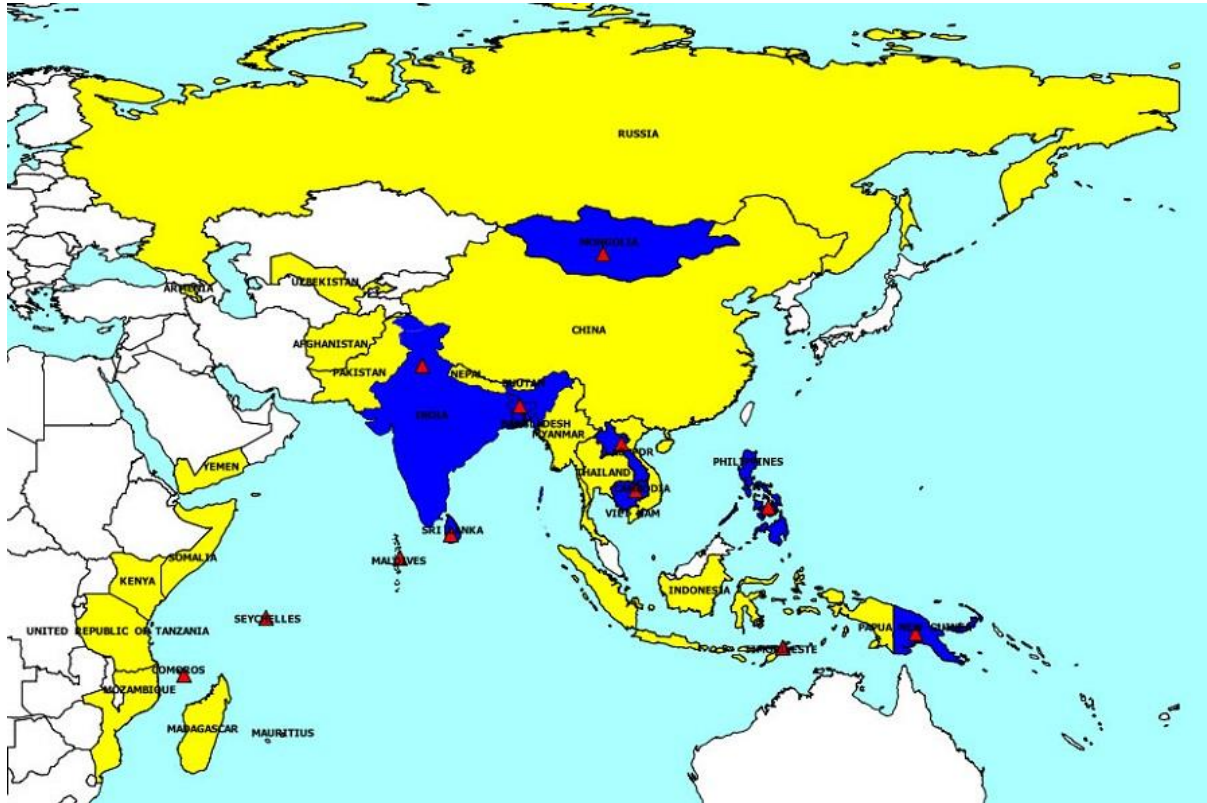 RUSSIA
MONGOLIA
ARMENIA
UZBEKISTAN
CHINA
AFGHANISTAN
PAKISTAN
NEPAL
BHUTAN
INDIA
BANGLADESH
MYANMAR
PDR
PHILIPPINES
YEMEN
THAILAND
CAMBODIA
VIET NAM
SRI LANKA
SOMALIA
MALDIVES
KENYA
INDONESIA
SEYCHELLES
UNITED REPUBLIC OF TANZANIA
PAPUA NEW GUINEA
TIMOR LESTE
COMOROS
MOZAMBIQUE
MADAGASCAR
MAURITIUS